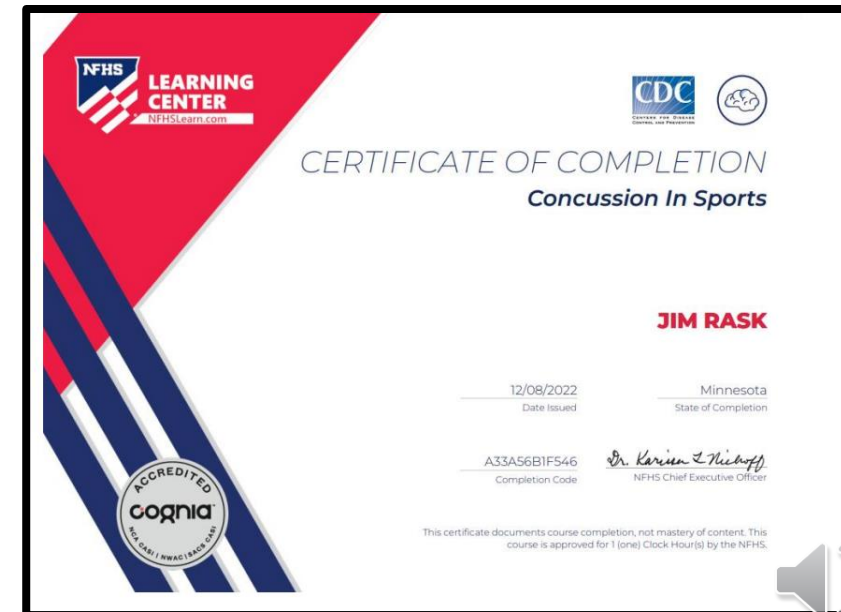 NFHS
LEARNING
CENTER
NFHSLearn.com
CDC
CENTERS FOR DISEASE
CONTROL AND PREVENTION
CERTIFICATE OF COMPLETION
Concussion In Sports
JIM RASK
12/08/2022
Date Issued
Minnesota
State of Completion
A33A56B1F546
Completion Code
Dr. Karissa L Niehoff
NFHS Chief Executive Officer
ACCREDITED
cognia
NCA CASI | NWAC | SACS CASI
This certificate documents course completion, not mastery of content. This
course is approved for 1 (one) Clock Hour(s) by the NFHS.